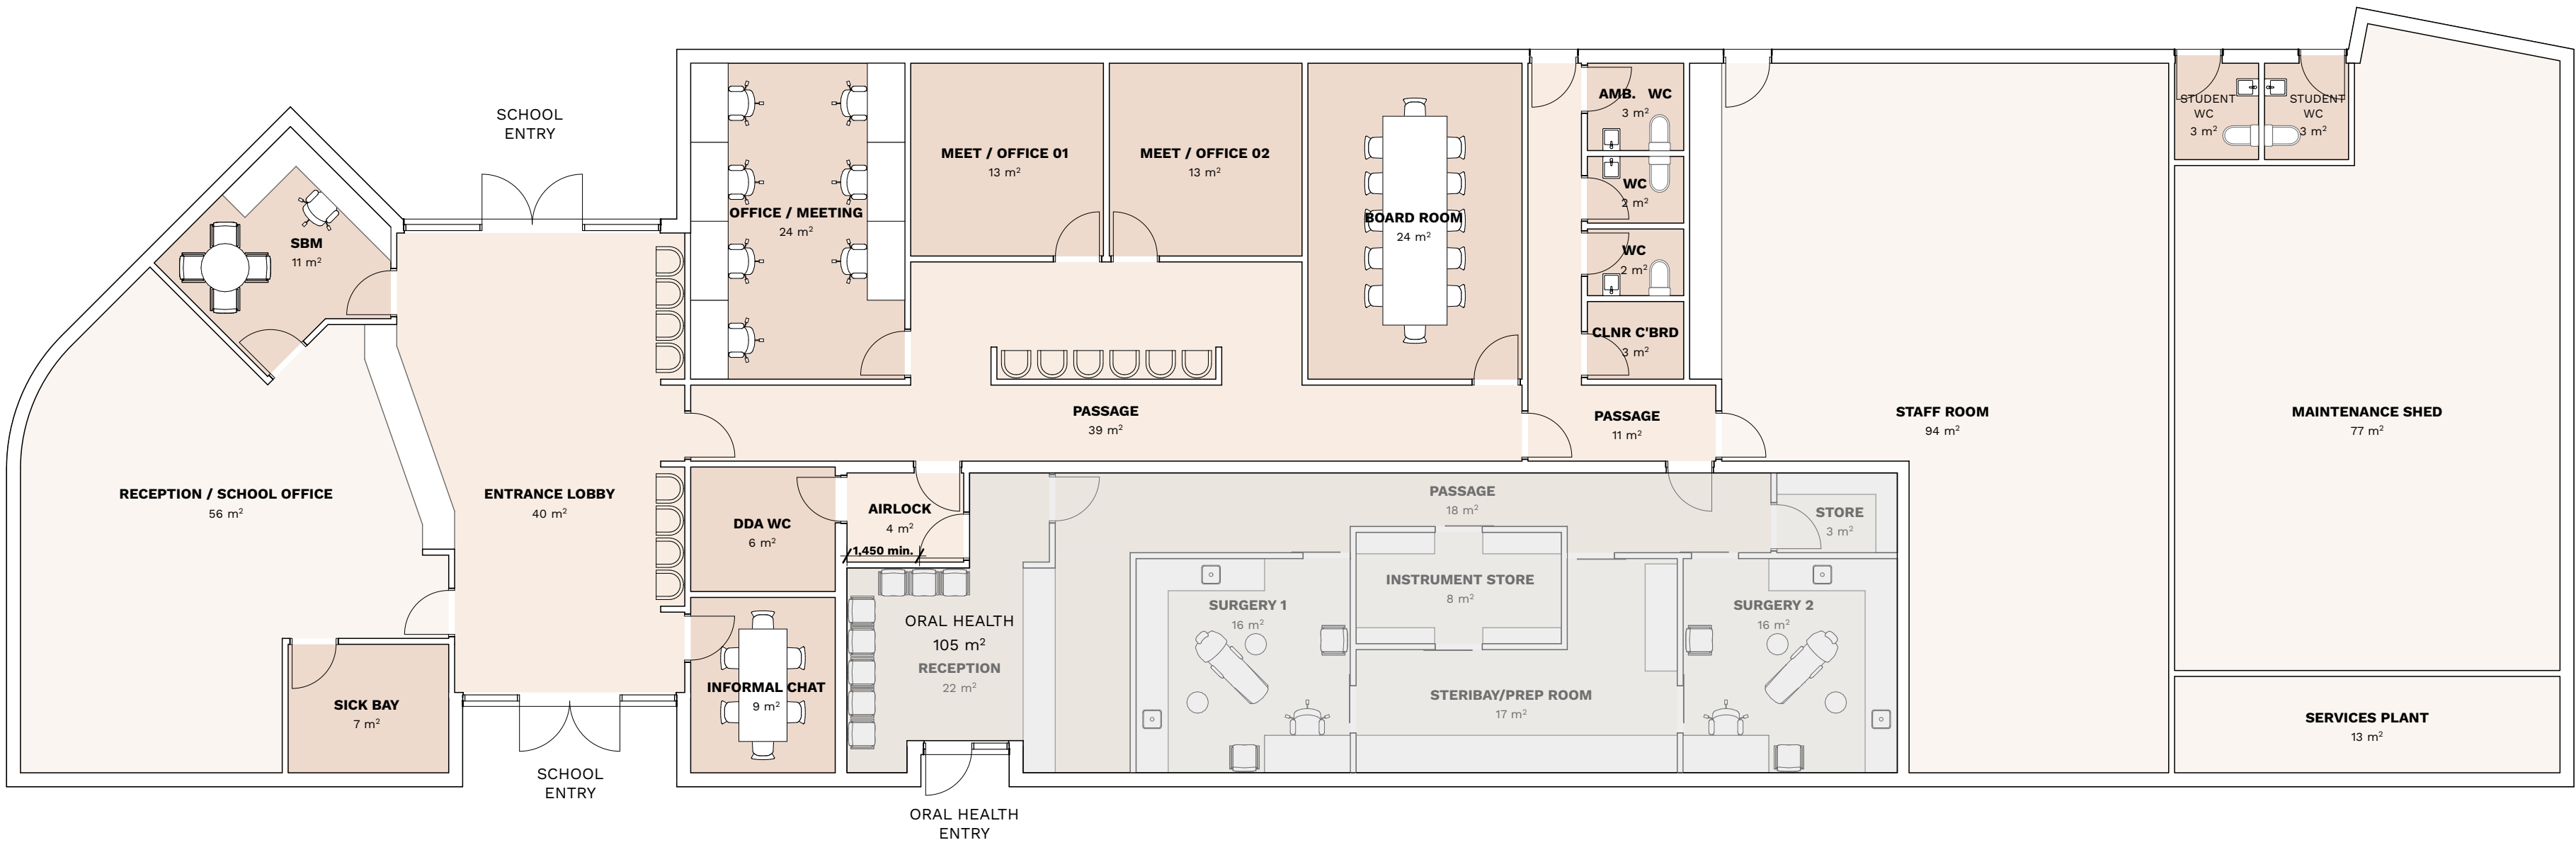 SCHOOL
ENTRY
SBM
11 m²
OFFICE / MEETING
24 m²
MEET / OFFICE 01
13 m²
MEET / OFFICE 02
13 m²
BOARD ROOM
24 m²
AMB. WC
3 m²
WC
2 m²
WC
2 m²
CLNR C'BRD
3 m²
STUDENT
WC
3 m²
STUDENT
WC
3 m²
PASSAGE
39 m²
PASSAGE
11 m²
STAFF ROOM
94 m²
MAINTENANCE SHED
77 m²
RECEPTION / SCHOOL OFFICE
56 m²
ENTRANCE LOBBY
40 m²
DDA WC
6 m²
AIRLOCK
4 m²
1,450 min.
PASSAGE
18 m²
STORE
3 m²
INSTRUMENT STORE
8 m²
SURGERY 1
16 m²
SURGERY 2
16 m²
ORAL HEALTH
105 m²
RECEPTION
22 m²
STERIBAY/PREP ROOM
17 m²
SICK BAY
7 m²
INFORMAL CHAT
9 m²
SERVICES PLANT
13 m²
SCHOOL
ENTRY
ORAL HEALTH
ENTRY